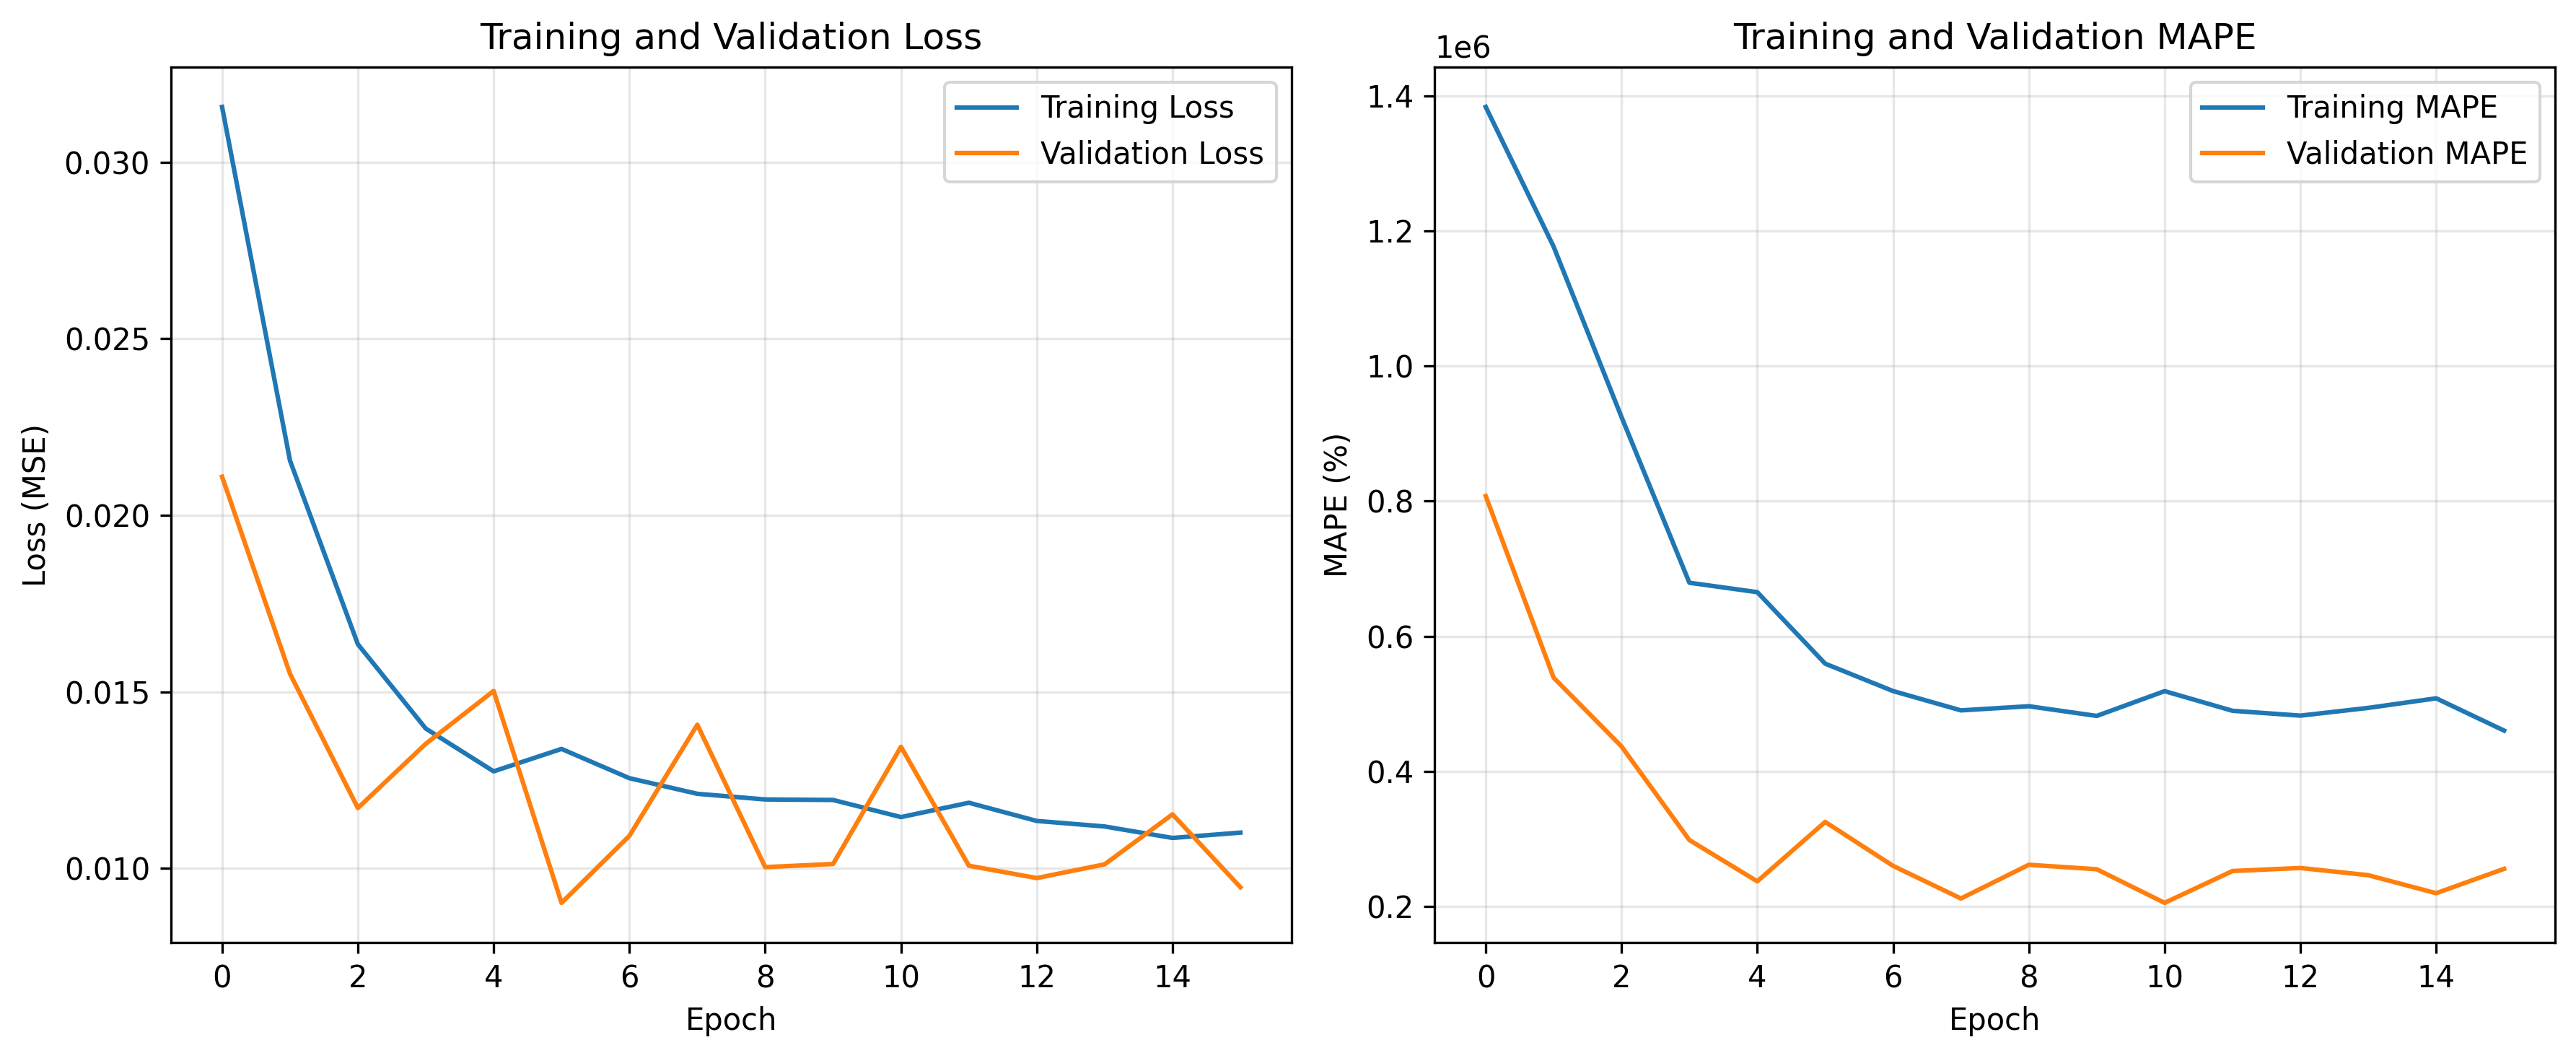 Training and Validation Loss
Training Loss
Validation Loss
Loss (MSE)
0.030
0.025
0.020
0.015
0.010
0 2 4 6 8 10 12 14
Epoch
Training and Validation MAPE
1e6
Training MAPE
Validation MAPE
MAPE (%)
1.4
1.2
1.0
0.8
0.6
0.4
0.2
0 2 4 6 8 10 12 14
Epoch